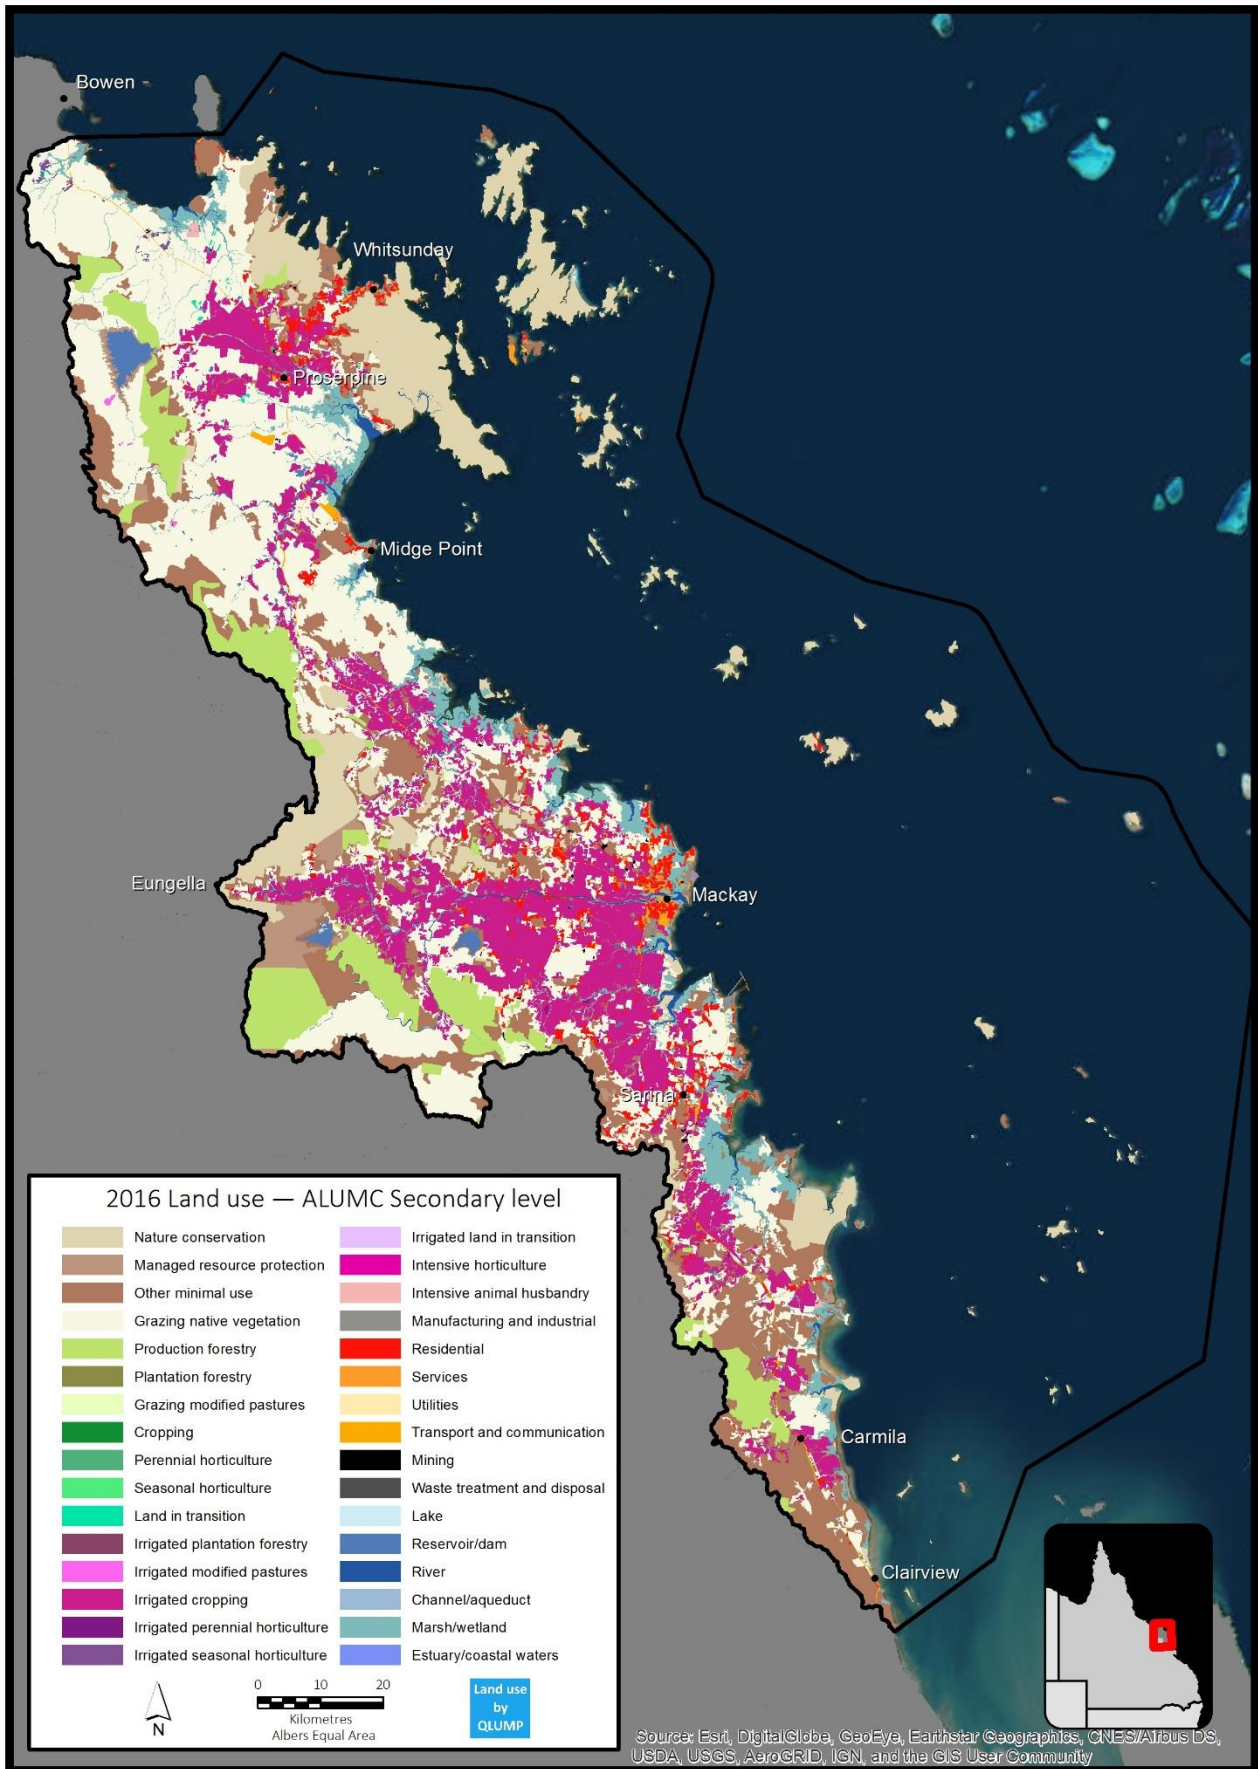 Bowen
Whitsunday
Proserpine
Midge Point
Eungella
Mackay
Sarina
Carmila
Clairview
2016 Land use — ALUMC Secondary level
Nature conservation
Managed resource protection
Other minimal use
Grazing native vegetation
Production forestry
Plantation forestry
Grazing modified pastures
Cropping
Perennial horticulture
Seasonal horticulture
Land in transition
Irrigated plantation forestry
Irrigated modified pastures
Irrigated cropping
Irrigated perennial horticulture
Irrigated seasonal horticulture
Irrigated land in transition
Intensive horticulture
Intensive animal husbandry
Manufacturing and industrial
Residential
Services
Utilities
Transport and communication
Mining
Waste treatment and disposal
Lake
Reservoir/dam
River
Channel/aqueduct
Marsh/wetland
Estuary/coastal waters
N
0 10 20
Kilometres
Albers Equal Area
Land use
by
QLUMP
Source: Esri, DigitalGlobe, GeoEye, Earthstar Geographics, CNES/Airbus DS,
USDA, USGS, AeroGRID, IGN, and the GIS User Community